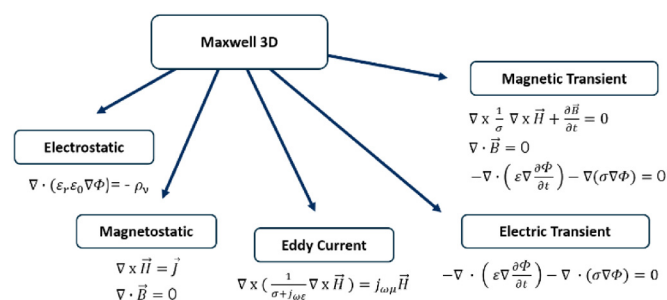 Maxwell 3D
Electrostatic
∇ · (εᵣε₀∇Φ)= - ρᵥ
Magnetostatic
∇ x H⃗ = J⃗
∇ · B⃗ = 0
Eddy Current
∇ x (1/(σ+jωε) ∇ x H⃗) = jωμH⃗
Magnetic Transient
∇ x 1/σ ∇ x H⃗ + ∂B⃗/∂t = 0
∇ · B⃗ = 0
−∇ · (ε∇ ∂Φ/∂t) − ∇(σ∇Φ) = 0
Electric Transient
−∇ · (ε∇ ∂Φ/∂t) − ∇ · (σ∇Φ) = 0